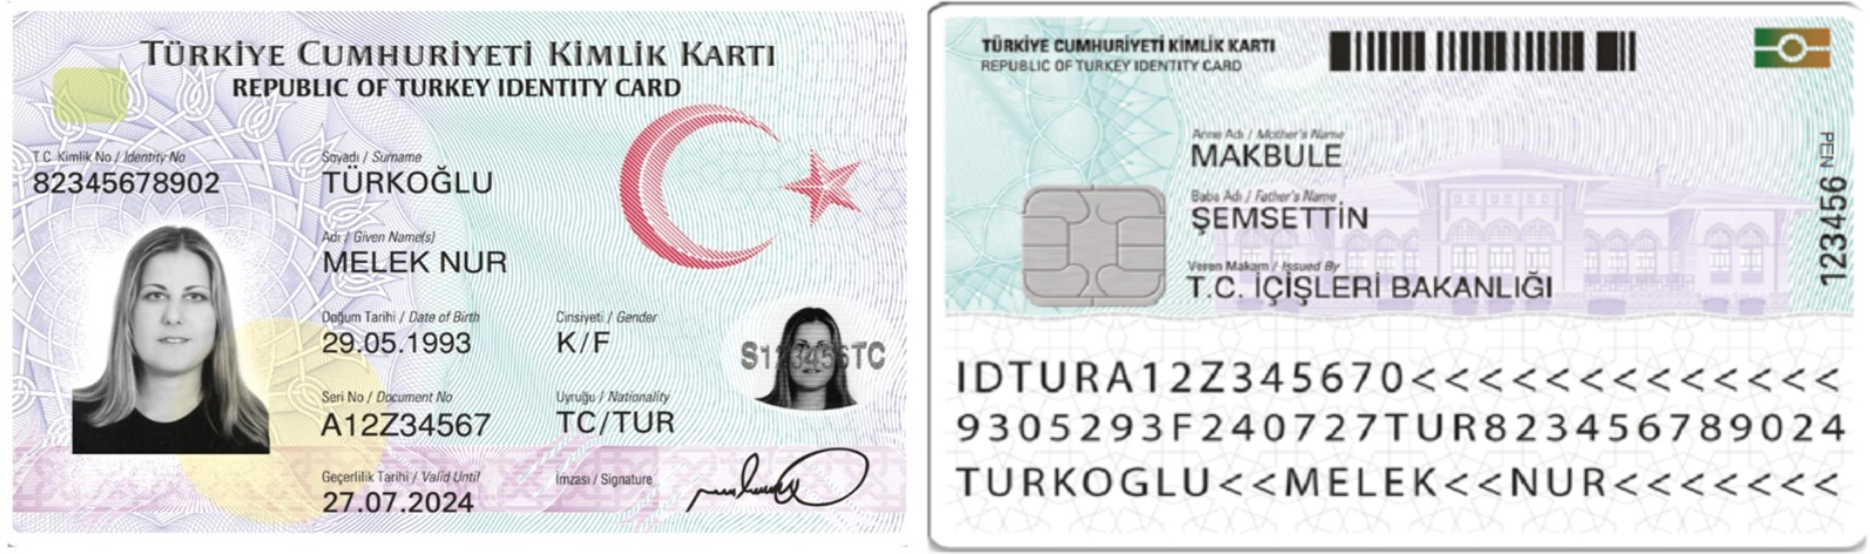 TÜRKİYE CUMHURİYETİ KİMLİK KARTI
REPUBLIC OF TURKEY IDENTITY CARD
T.C. Kimlik No / Identity No
82345678902
Soyadı / Surname
TÜRKOĞLU
Adı / Given Name(s)
MELEK NUR
Doğum Tarihi / Date of Birth
29.05.1993
Cinsiyeti / Gender
K/F
Seri No / Document No
A12Z34567
Uyruğu / Nationality
TC/TUR
Geçerlilik Tarihi / Valid Until
27.07.2024
İmzası / Signature
S123456TC
TÜRKİYE CUMHURİYETİ KİMLİK KARTI
REPUBLIC OF TURKEY IDENTITY CARD
Anne Adı / Mother's Name
MAKBULE
Baba Adı / Father's Name
ŞEMSETTİN
Veren Makam / Issued By
T.C. İÇİŞLERİ BAKANLIĞI
123456 PEN
IDTURA12Z345670<<<<<<<<<<<<<
9305293F240727TUR823456789024
TURKOGLU<<MELEK<<NUR<<<<<<<